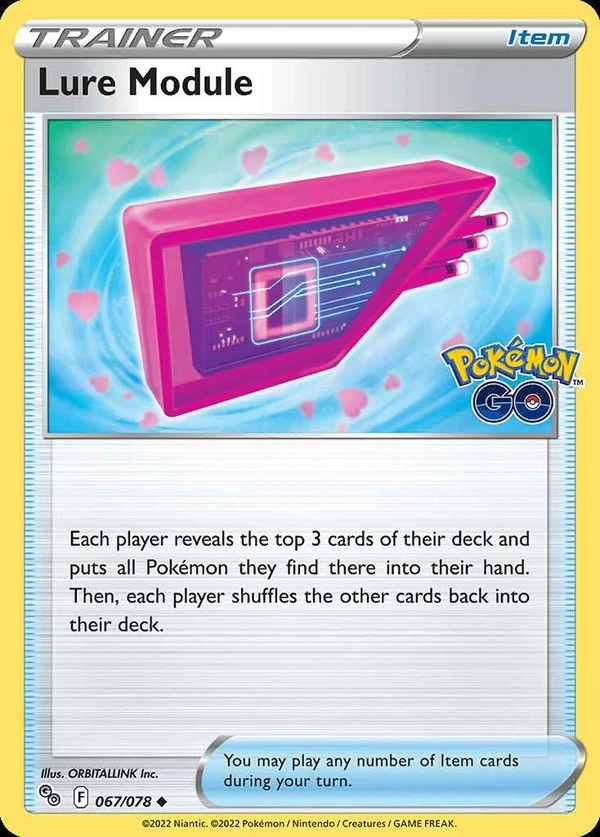 TRAINER
Item
Lure Module
POKéMON
GO
TM
Each player reveals the top 3 cards of their deck and
puts all Pokémon they find there into their hand.
Then, each player shuffles the other cards back into
their deck.
You may play any number of Item cards
during your turn.
Illus. ORBITALLINK Inc.
F 067/078
©2022 Niantic. ©2022 Pokémon / Nintendo / Creatures / GAME FREAK.